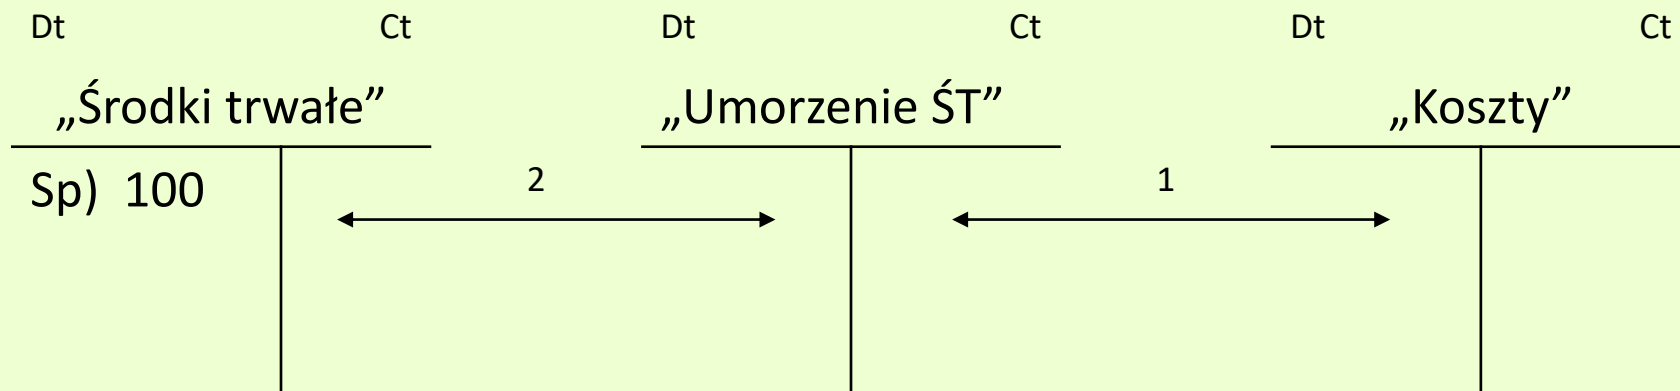 Dt Ct Dt Ct Dt Ct
„Środki trwałe” „Umorzenie ŚT” „Koszty”
Sp) 100 2 1